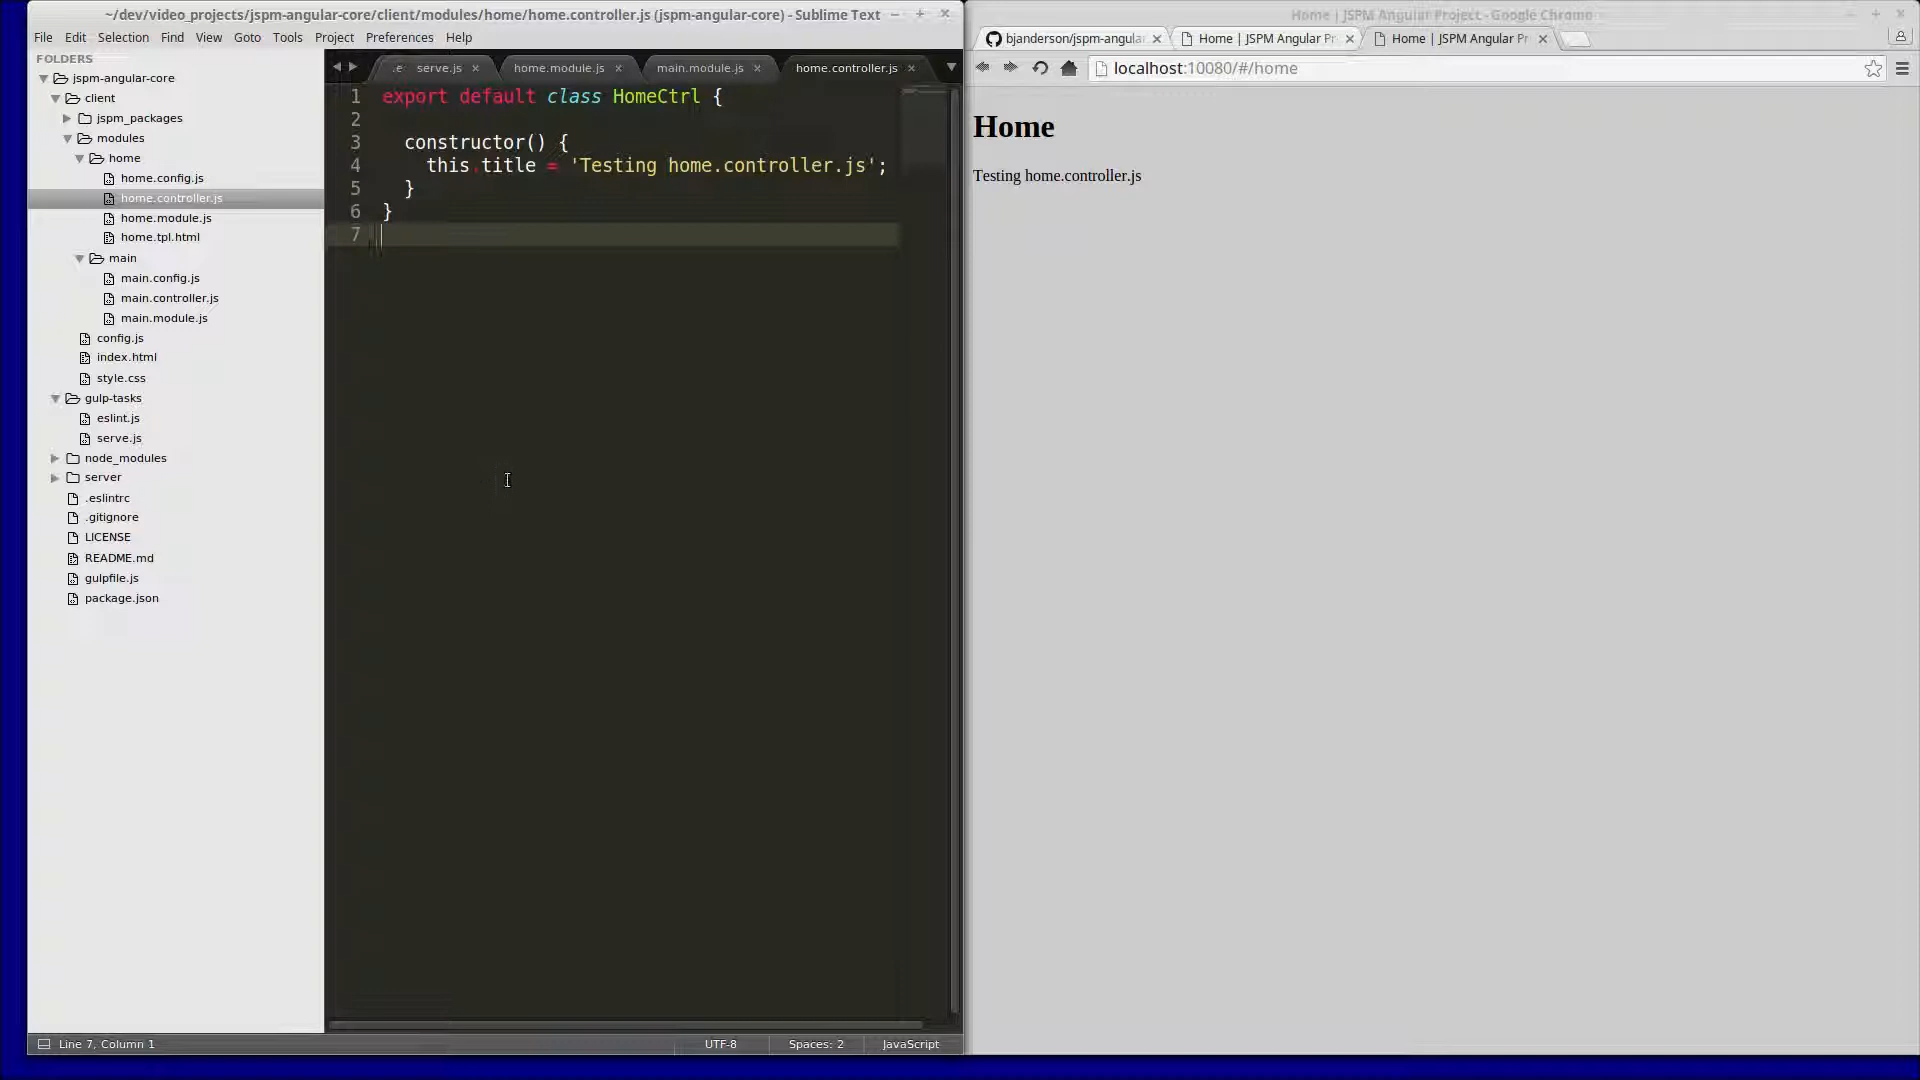 ~/dev/video_projects/jspm-angular-core/client/modules/home/home.controller.js (jspm-angular-core) - Sublime Text
File Edit Selection Find View Goto Tools Project Preferences Help
FOLDERS
jspm-angular-core
client
jspm_packages
modules
home
home.config.js
home.controller.js
home.module.js
home.tpl.html
main
main.config.js
main.controller.js
main.module.js
config.js
index.html
style.css
gulp-tasks
eslint.js
serve.js
node_modules
server
.eslintrc
.gitignore
LICENSE
README.md
gulpfile.js
package.json
serve.js home.module.js main.module.js home.controller.js
1 export default class HomeCtrl {
2
3 constructor() {
4 this.title = 'Testing home.controller.js';
5 }
6 }
7
Line 7, Column 1 UTF-8 Spaces: 2 JavaScript
Home | JSPM Angular Project - Google Chrome
bjanderson/jspm-angular Home | JSPM Angular Pr Home | JSPM Angular Pr
localhost:10080/#/home
Home
Testing home.controller.js